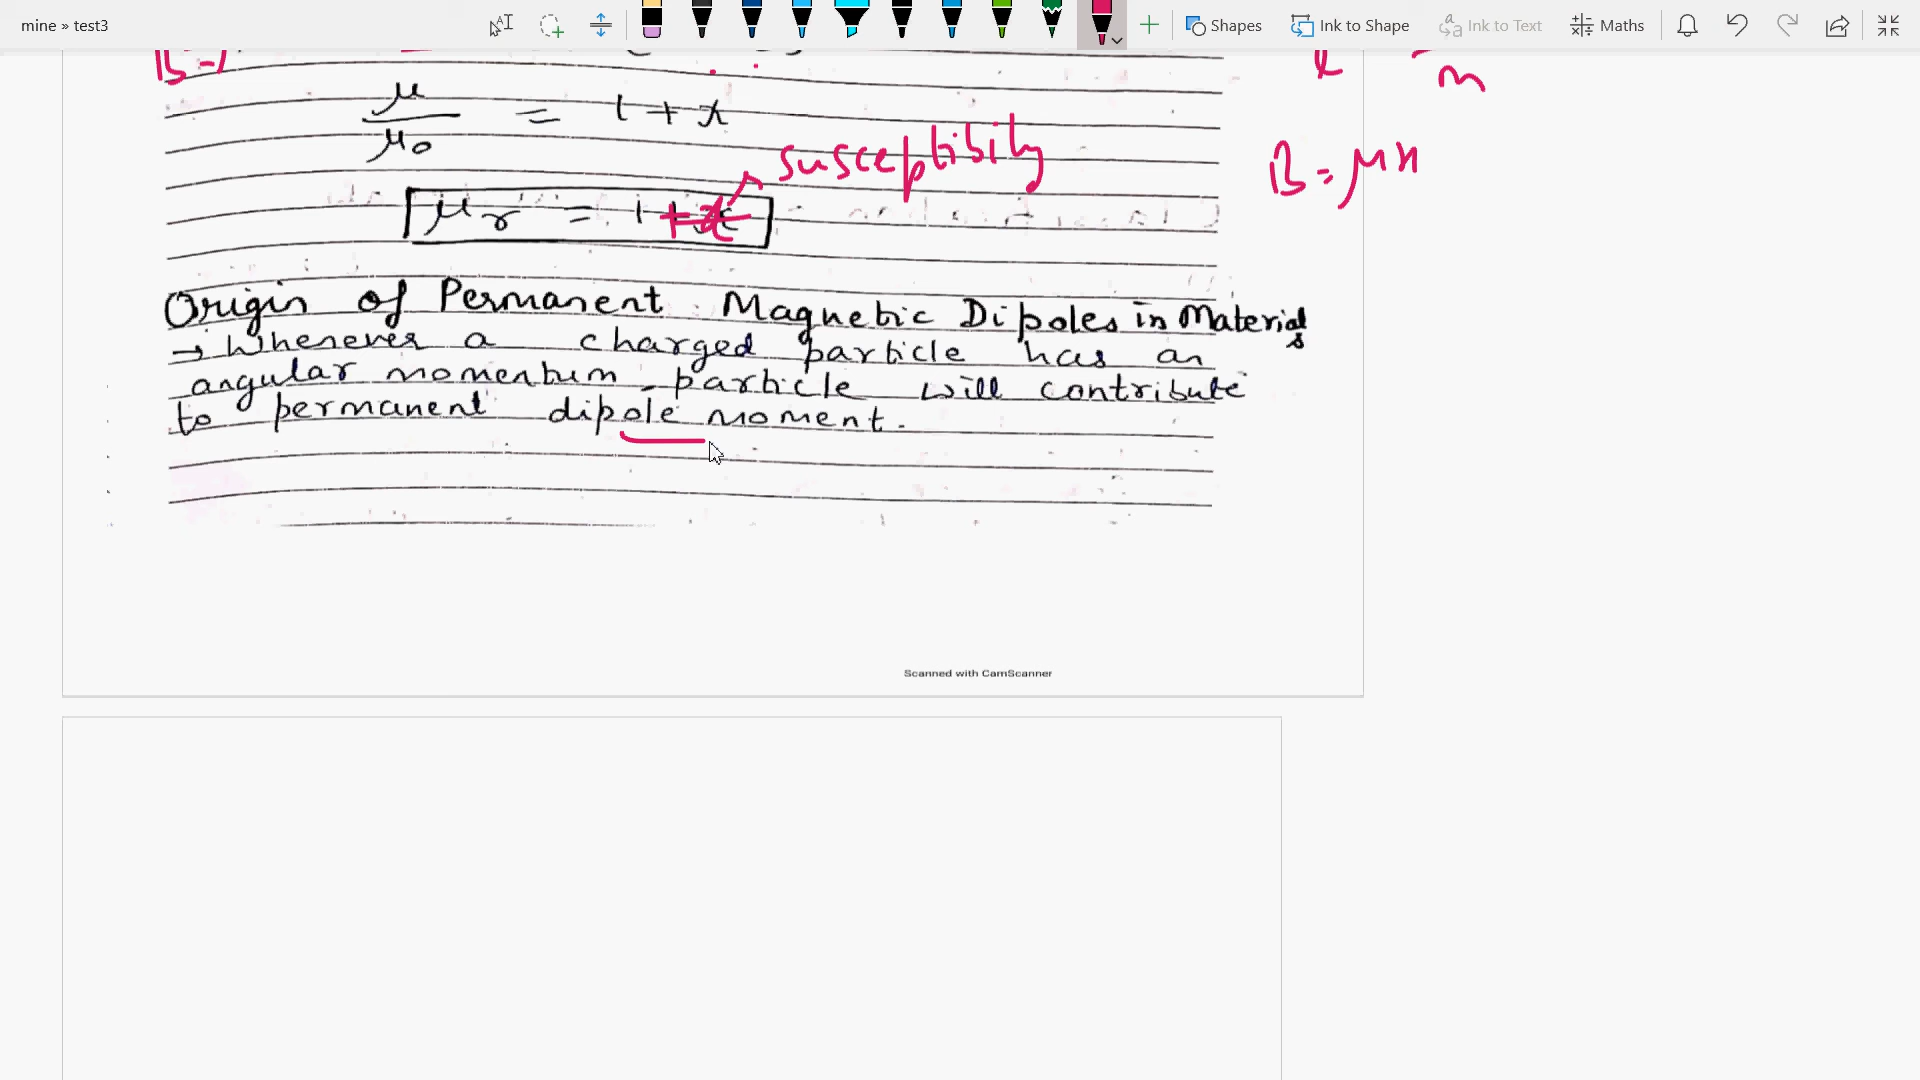 mine » test3
Shapes
Ink to Shape
Ink to Text
Maths
m
μ/μ₀ = 1 + x
susceptibility
B = μH
μr = 1 + x
Origin of Permanent Magnetic Dipoles in Materials
→ Whenever a charged particle has an
angular momentum particle will contribute
to permanent dipole moment.
Scanned with CamScanner